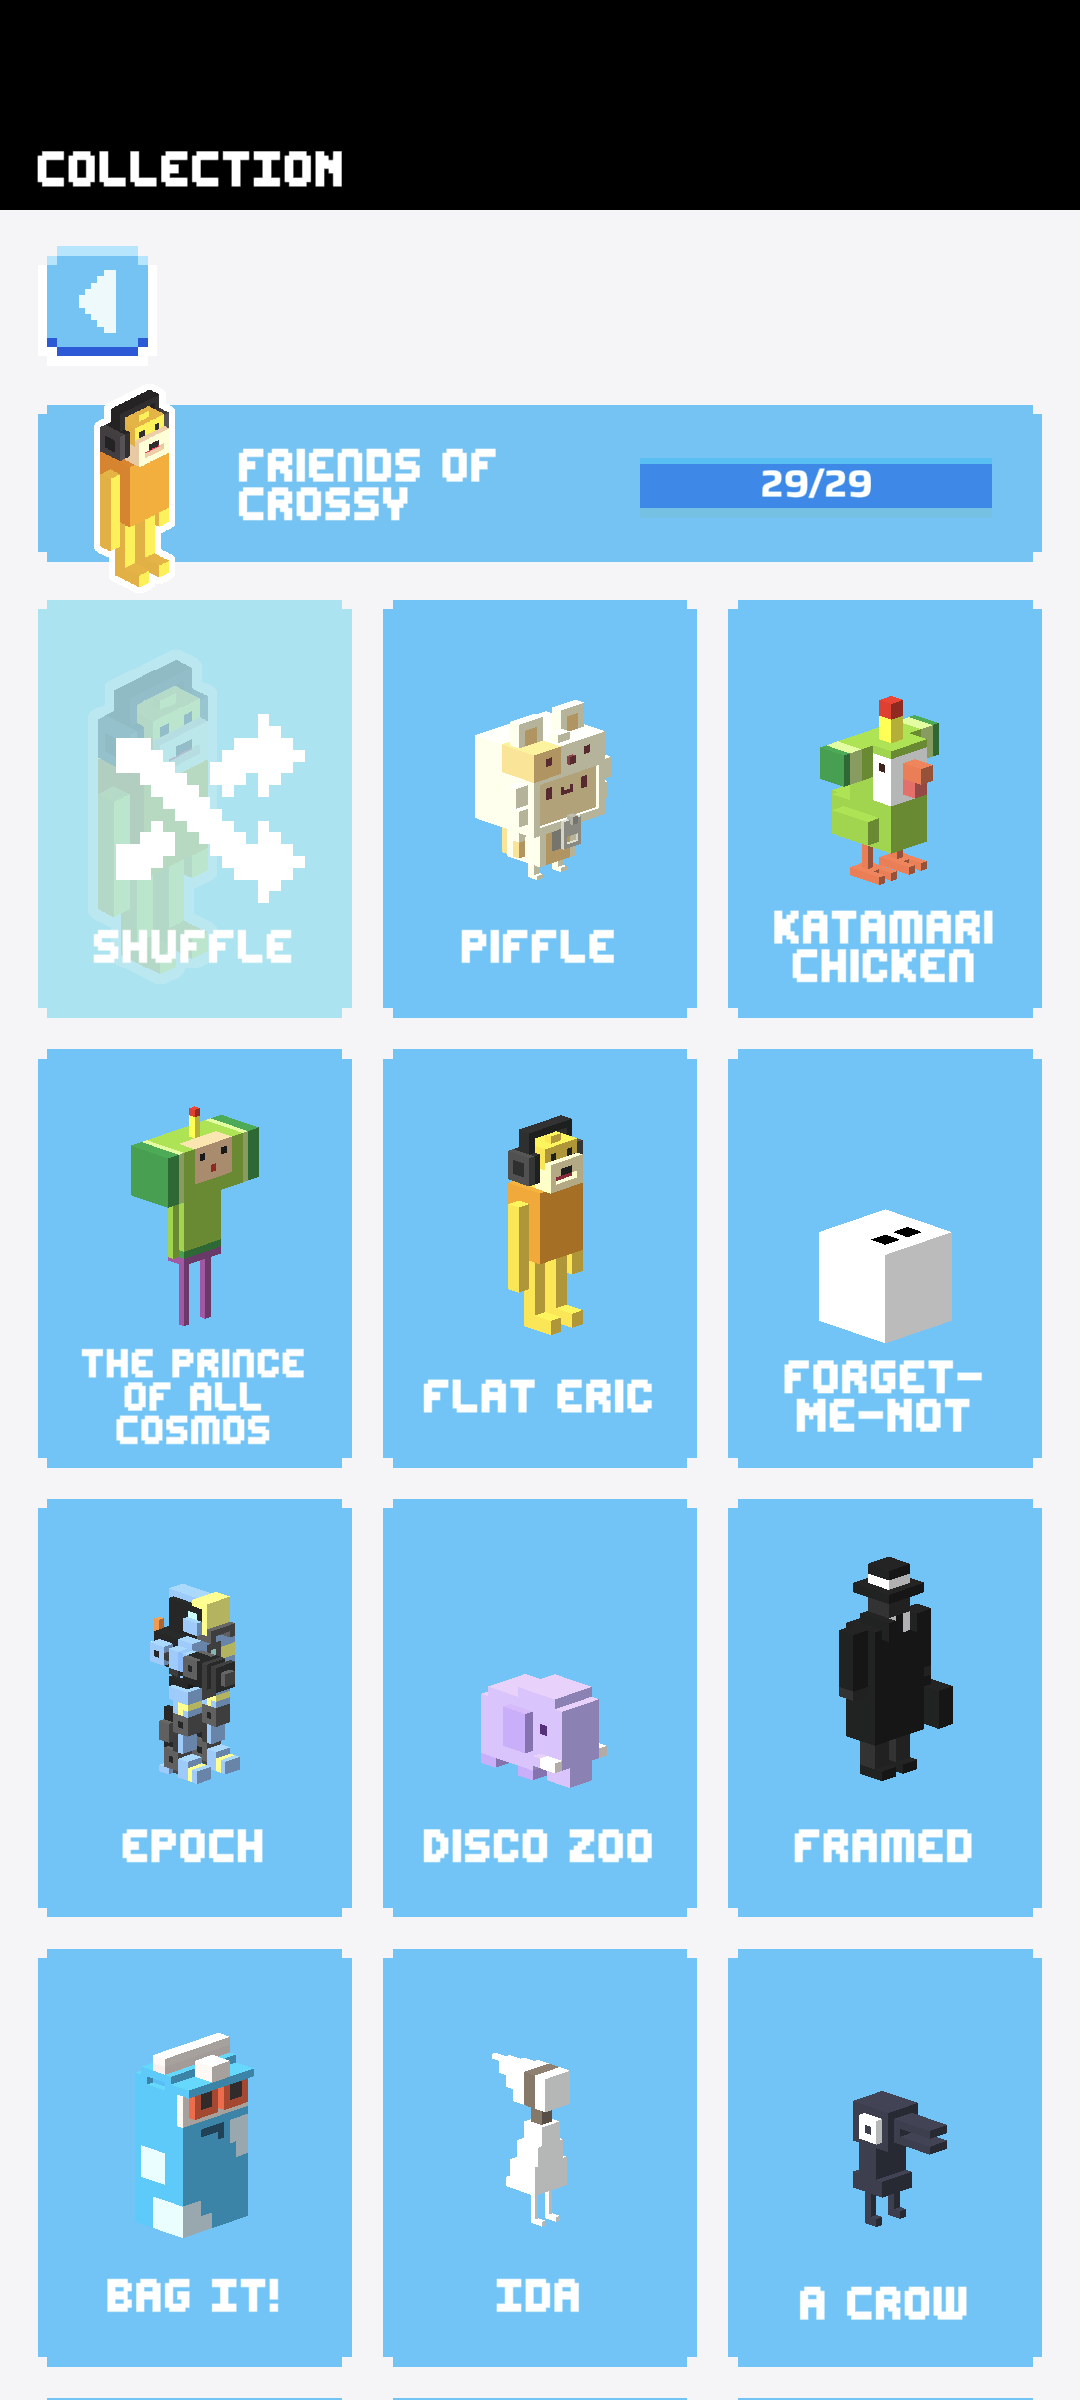 COLLECTION
FRIENDS OF
CROSSY
29/29
SHUFFLE
PIFFLE
KATAMARI
CHICKEN
THE PRINCE
OF ALL
COSMOS
FLAT ERIC
FORGET-
ME-NOT
EPOCH
DISCO ZOO
FRAMED
BAG IT!
IDA
A CROW